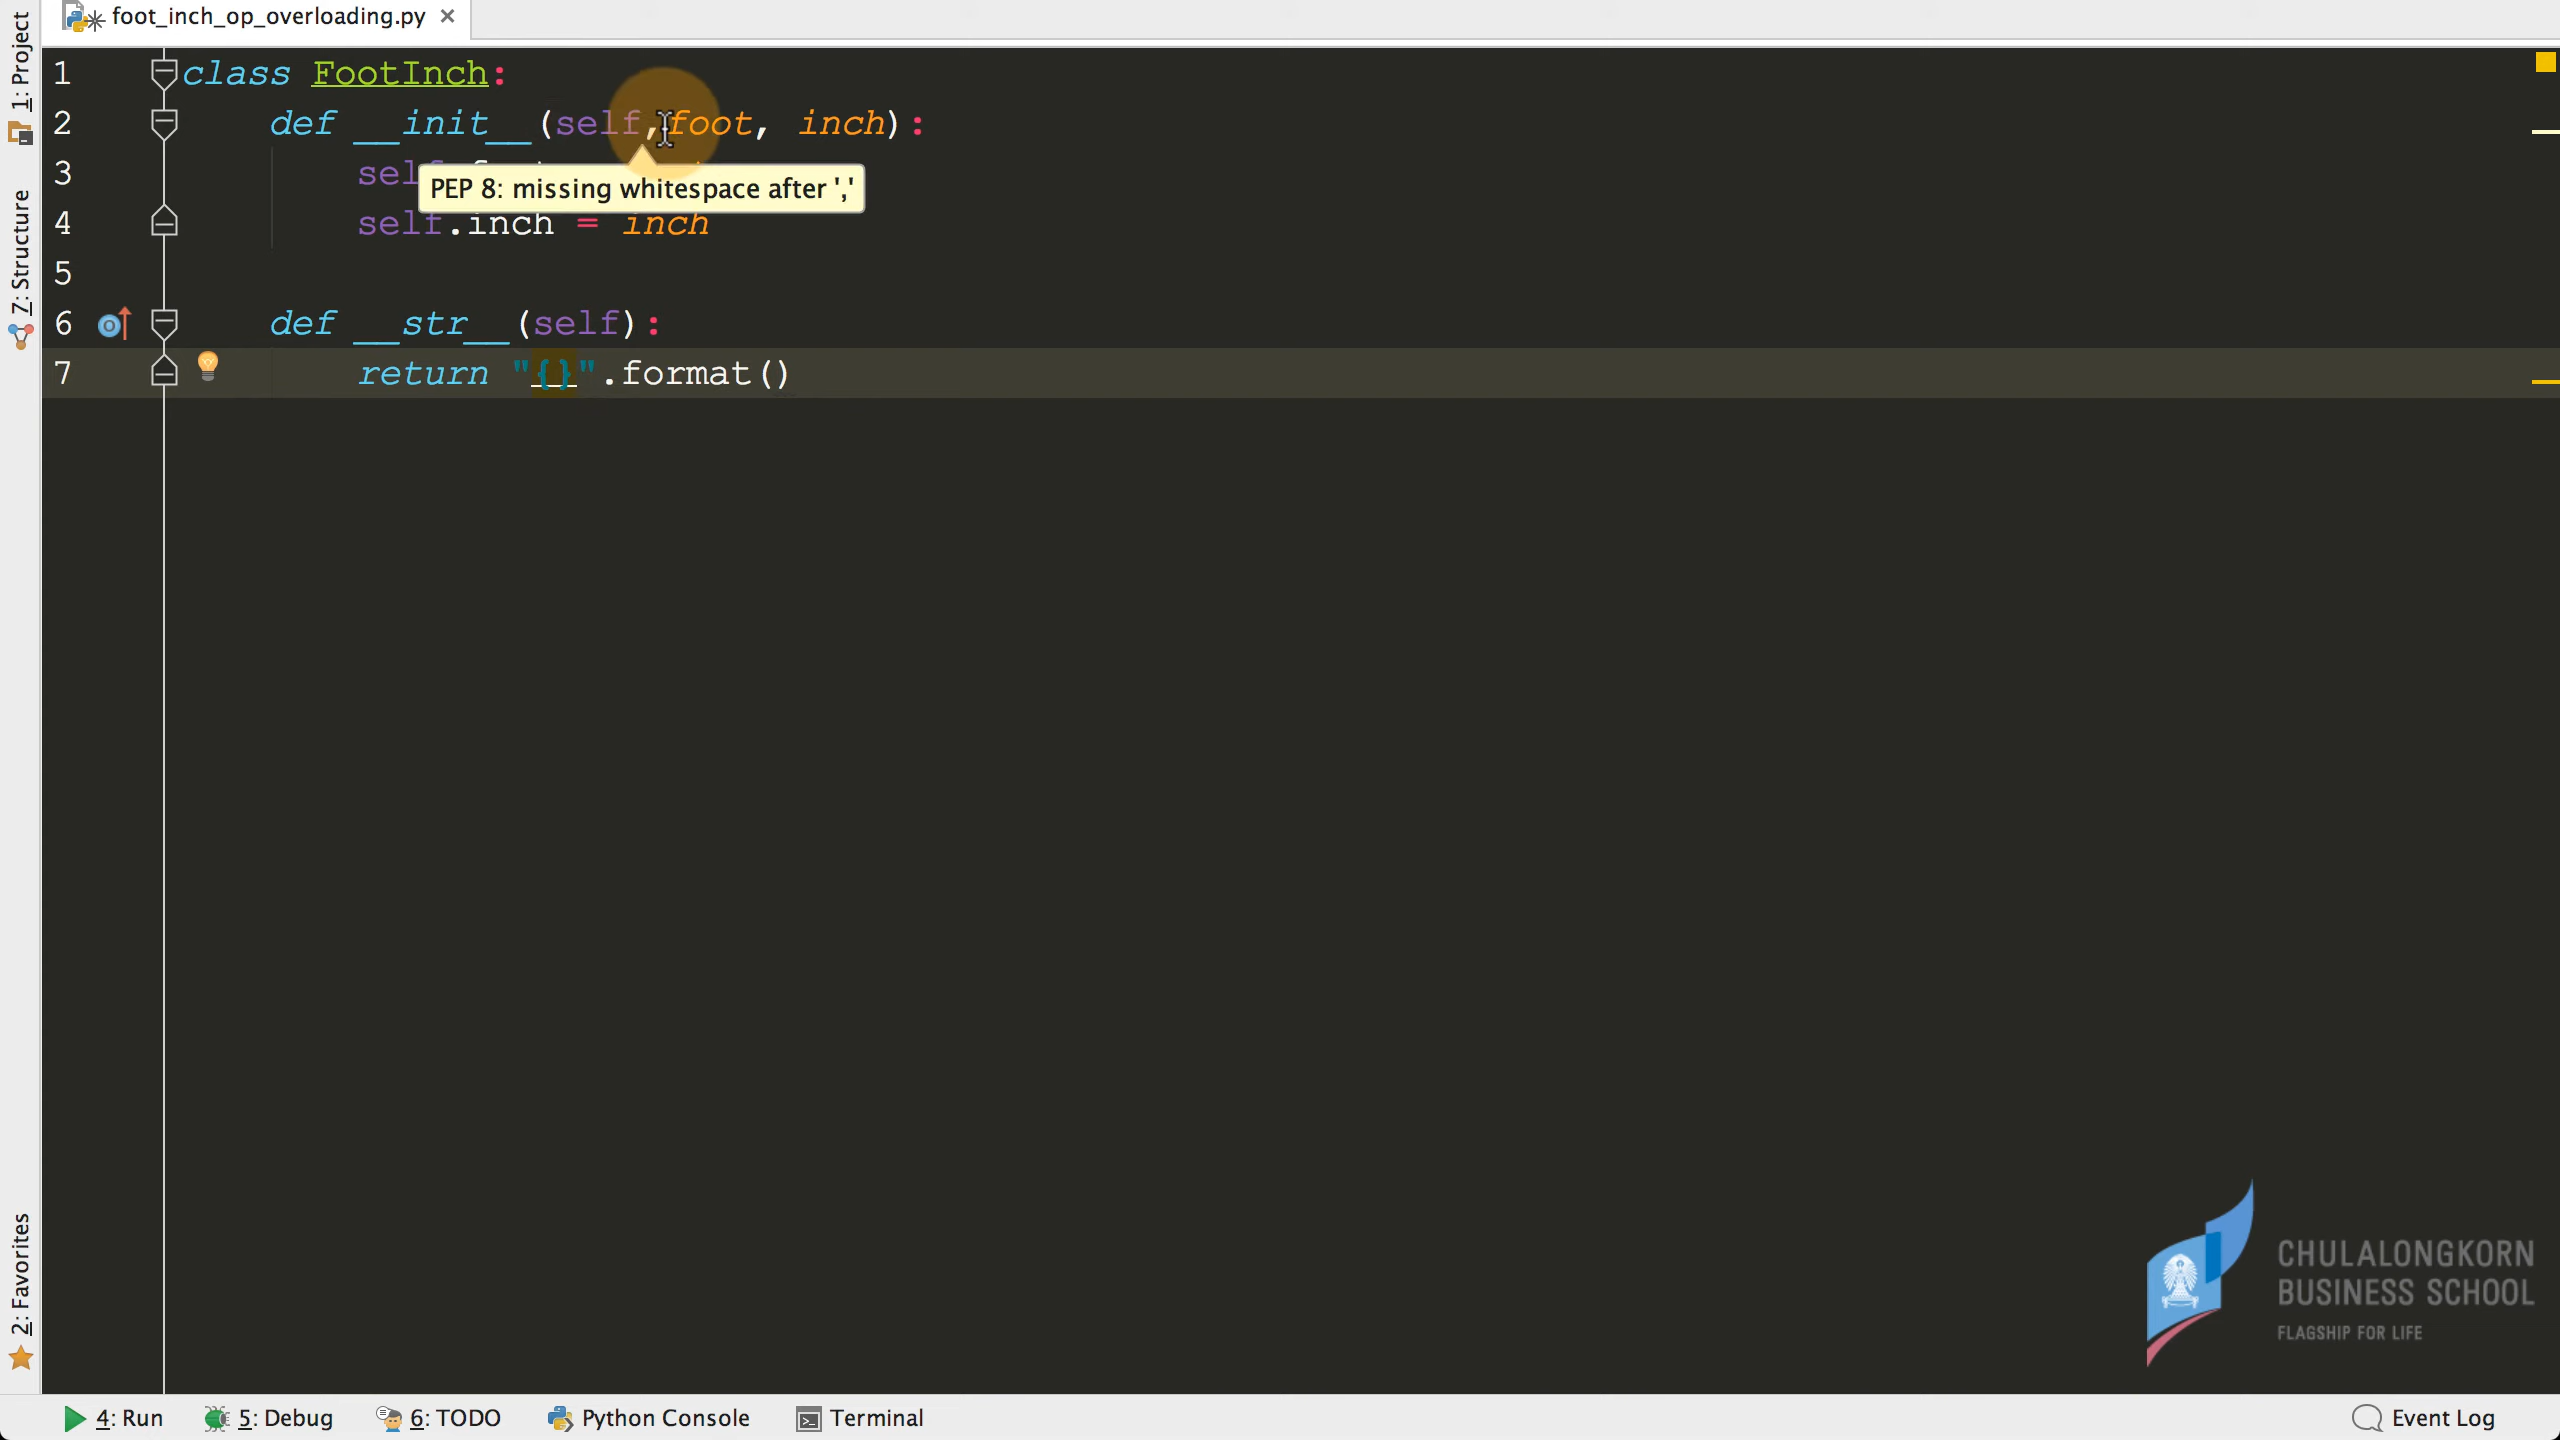 foot_inch_op_overloading.py
1: Project
7: Structure
2: Favorites
1 class FootInch:
2 def __init__(self,foot, inch):
3 sel
PEP 8: missing whitespace after ','
4 self.inch = inch
5
6 def __str__(self):
7 return "{}".format()
CHULALONGKORN
BUSINESS SCHOOL
FLAGSHIP FOR LIFE
4: Run 5: Debug 6: TODO Python Console Terminal Event Log